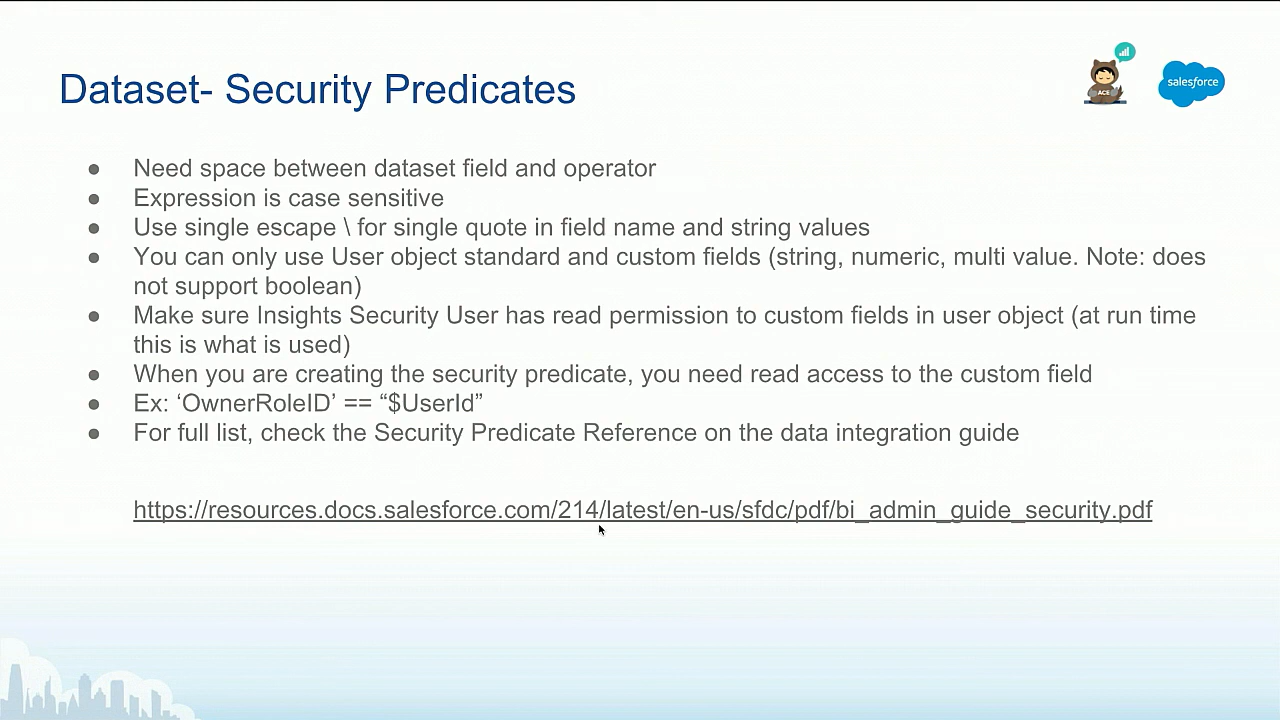 Dataset- Security Predicates
ACE
salesforce
● Need space between dataset field and operator
● Expression is case sensitive
● Use single escape \ for single quote in field name and string values
● You can only use User object standard and custom fields (string, numeric, multi value. Note: does
not support boolean)
● Make sure Insights Security User has read permission to custom fields in user object (at run time
this is what is used)
● When you are creating the security predicate, you need read access to the custom field
● Ex: ‘OwnerRoleID’ == “$UserId”
● For full list, check the Security Predicate Reference on the data integration guide
https://resources.docs.salesforce.com/214/latest/en-us/sfdc/pdf/bi_admin_guide_security.pdf